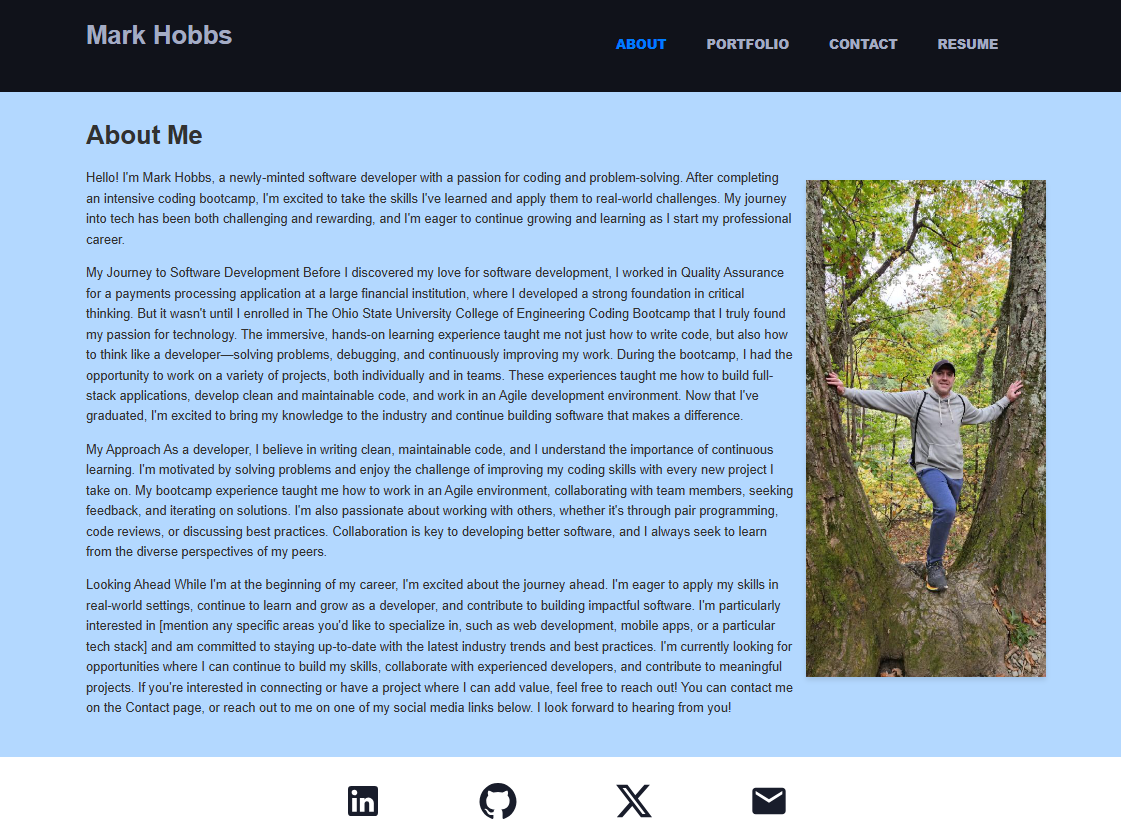 Mark Hobbs
ABOUT PORTFOLIO CONTACT RESUME
About Me
Hello! I'm Mark Hobbs, a newly-minted software developer with a passion for coding and problem-solving. After completing
an intensive coding bootcamp, I'm excited to take the skills I've learned and apply them to real-world challenges. My journey
into tech has been both challenging and rewarding, and I'm eager to continue growing and learning as I start my professional
career.
My Journey to Software Development Before I discovered my love for software development, I worked in Quality Assurance
for a payments processing application at a large financial institution, where I developed a strong foundation in critical
thinking. But it wasn't until I enrolled in The Ohio State University College of Engineering Coding Bootcamp that I truly found
my passion for technology. The immersive, hands-on learning experience taught me not just how to write code, but also how
to think like a developer—solving problems, debugging, and continuously improving my work. During the bootcamp, I had the
opportunity to work on a variety of projects, both individually and in teams. These experiences taught me how to build full-
stack applications, develop clean and maintainable code, and work in an Agile development environment. Now that I've
graduated, I'm excited to bring my knowledge to the industry and continue building software that makes a difference.
My Approach As a developer, I believe in writing clean, maintainable code, and I understand the importance of continuous
learning. I'm motivated by solving problems and enjoy the challenge of improving my coding skills with every new project I
take on. My bootcamp experience taught me how to work in an Agile environment, collaborating with team members, seeking
feedback, and iterating on solutions. I'm also passionate about working with others, whether it's through pair programming,
code reviews, or discussing best practices. Collaboration is key to developing better software, and I always seek to learn
from the diverse perspectives of my peers.
Looking Ahead While I'm at the beginning of my career, I'm excited about the journey ahead. I'm eager to apply my skills in
real-world settings, continue to learn and grow as a developer, and contribute to building impactful software. I'm particularly
interested in [mention any specific areas you'd like to specialize in, such as web development, mobile apps, or a particular
tech stack] and am committed to staying up-to-date with the latest industry trends and best practices. I'm currently looking for
opportunities where I can continue to build my skills, collaborate with experienced developers, and contribute to meaningful
projects. If you're interested in connecting or have a project where I can add value, feel free to reach out! You can contact me
on the Contact page, or reach out to me on one of my social media links below. I look forward to hearing from you!